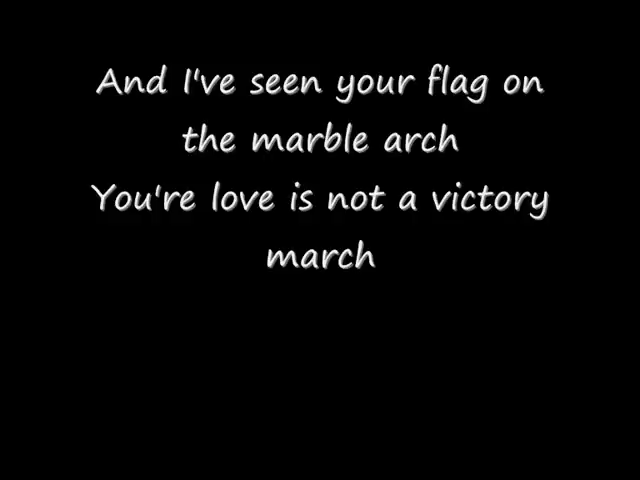 And I've seen your flag on
the marble arch
You're love is not a victory
march